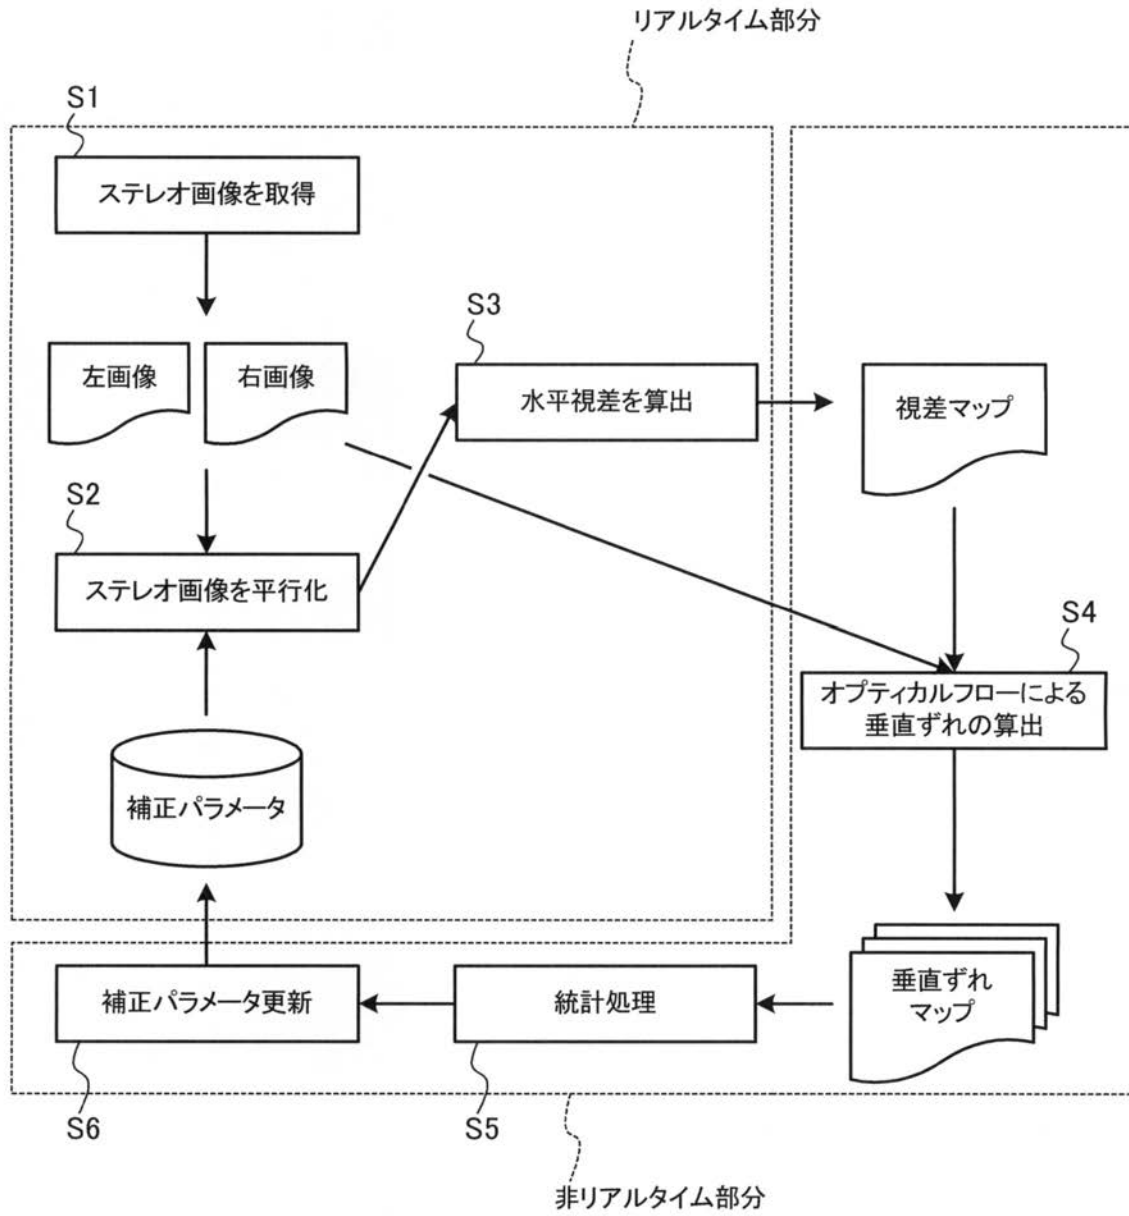 リアルタイム部分
S1
ステレオ画像を取得
S3
左画像
右画像
水平視差を算出
視差マップ
S2
ステレオ画像を平行化
S4
オプティカルフローによる
垂直ずれの算出
補正パラメータ
補正パラメータ更新
統計処理
垂直ずれ
マップ
S6
S5
非リアルタイム部分